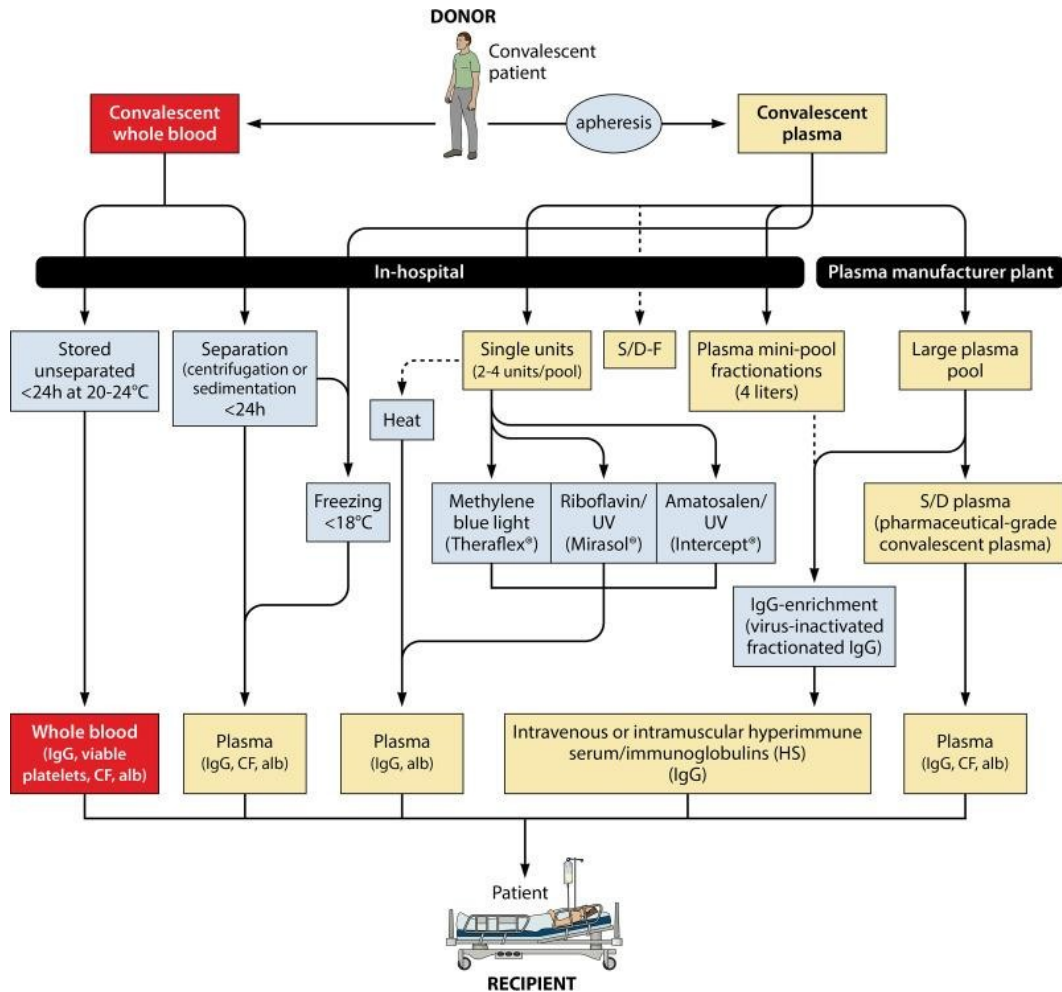 DONOR
Convalescent
patient
Convalescent
whole blood
apheresis
Convalescent
plasma
In-hospital
Plasma manufacturer plant
Stored
unseparated
<24h at 20-24°C
Separation
(centrifugation or
sedimentation
<24h
Single units
(2-4 units/pool)
S/D-F
Plasma mini-pool
fractionations
(4 liters)
Large plasma
pool
Heat
Freezing
<18°C
Methylene
blue light
(Theraflex®)
Riboflavin/
UV
(Mirasol®)
Amatosalen/
UV
(Intercept®)
S/D plasma
(pharmaceutical-grade
convalescent plasma)
IgG-enrichment
(virus-inactivated
fractionated IgG)
Whole blood
(IgG, viable
platelets, CF, alb)
Plasma
(IgG, CF, alb)
Plasma
(IgG, alb)
Intravenous or intramuscular hyperimmune
serum/immunoglobulins (HS)
(IgG)
Plasma
(IgG, CF, alb)
Patient
RECIPIENT